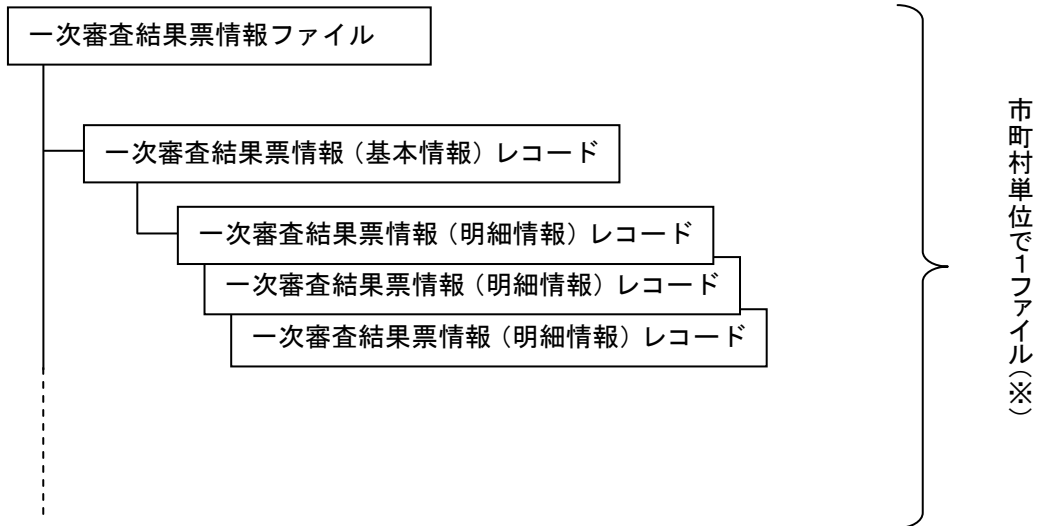 一次審査結果票情報ファイル
一次審査結果票情報（基本情報）レコード
一次審査結果票情報（明細情報）レコード
一次審査結果票情報（明細情報）レコード
一次審査結果票情報（明細情報）レコード
市町村単位で1ファイル（※）